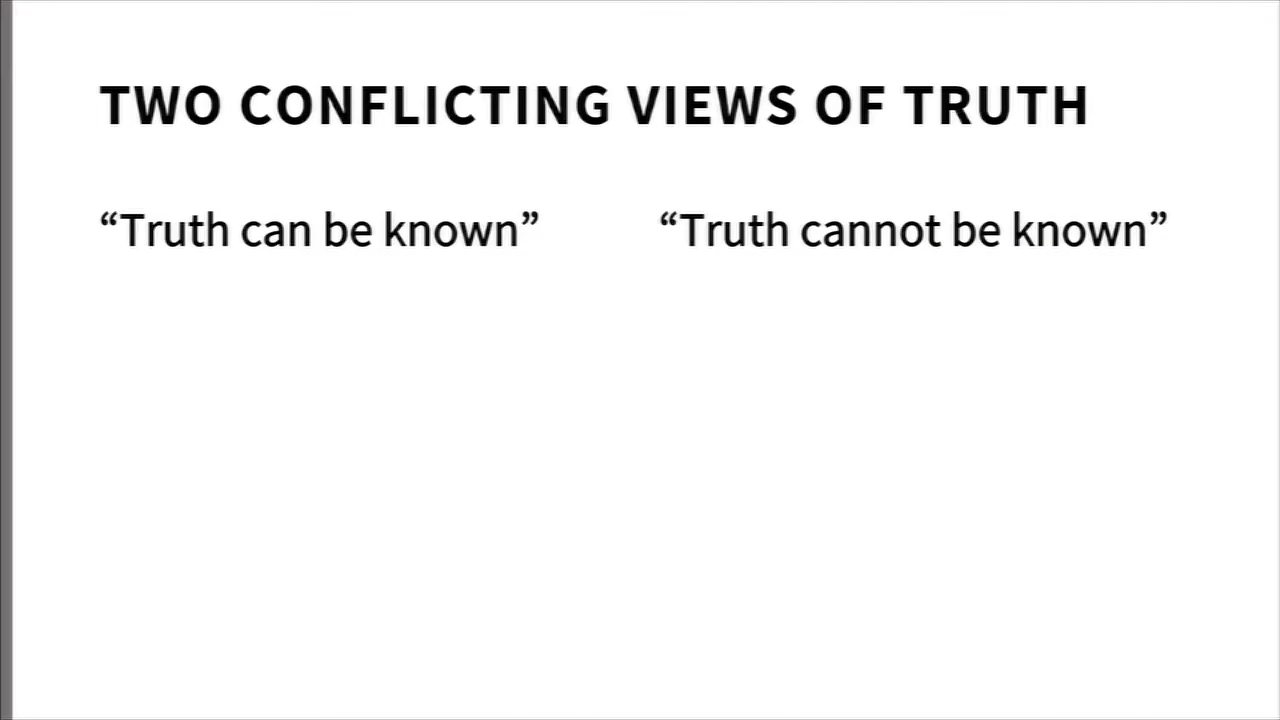 TWO CONFLICTING VIEWS OF TRUTH
“Truth can be known” “Truth cannot be known”